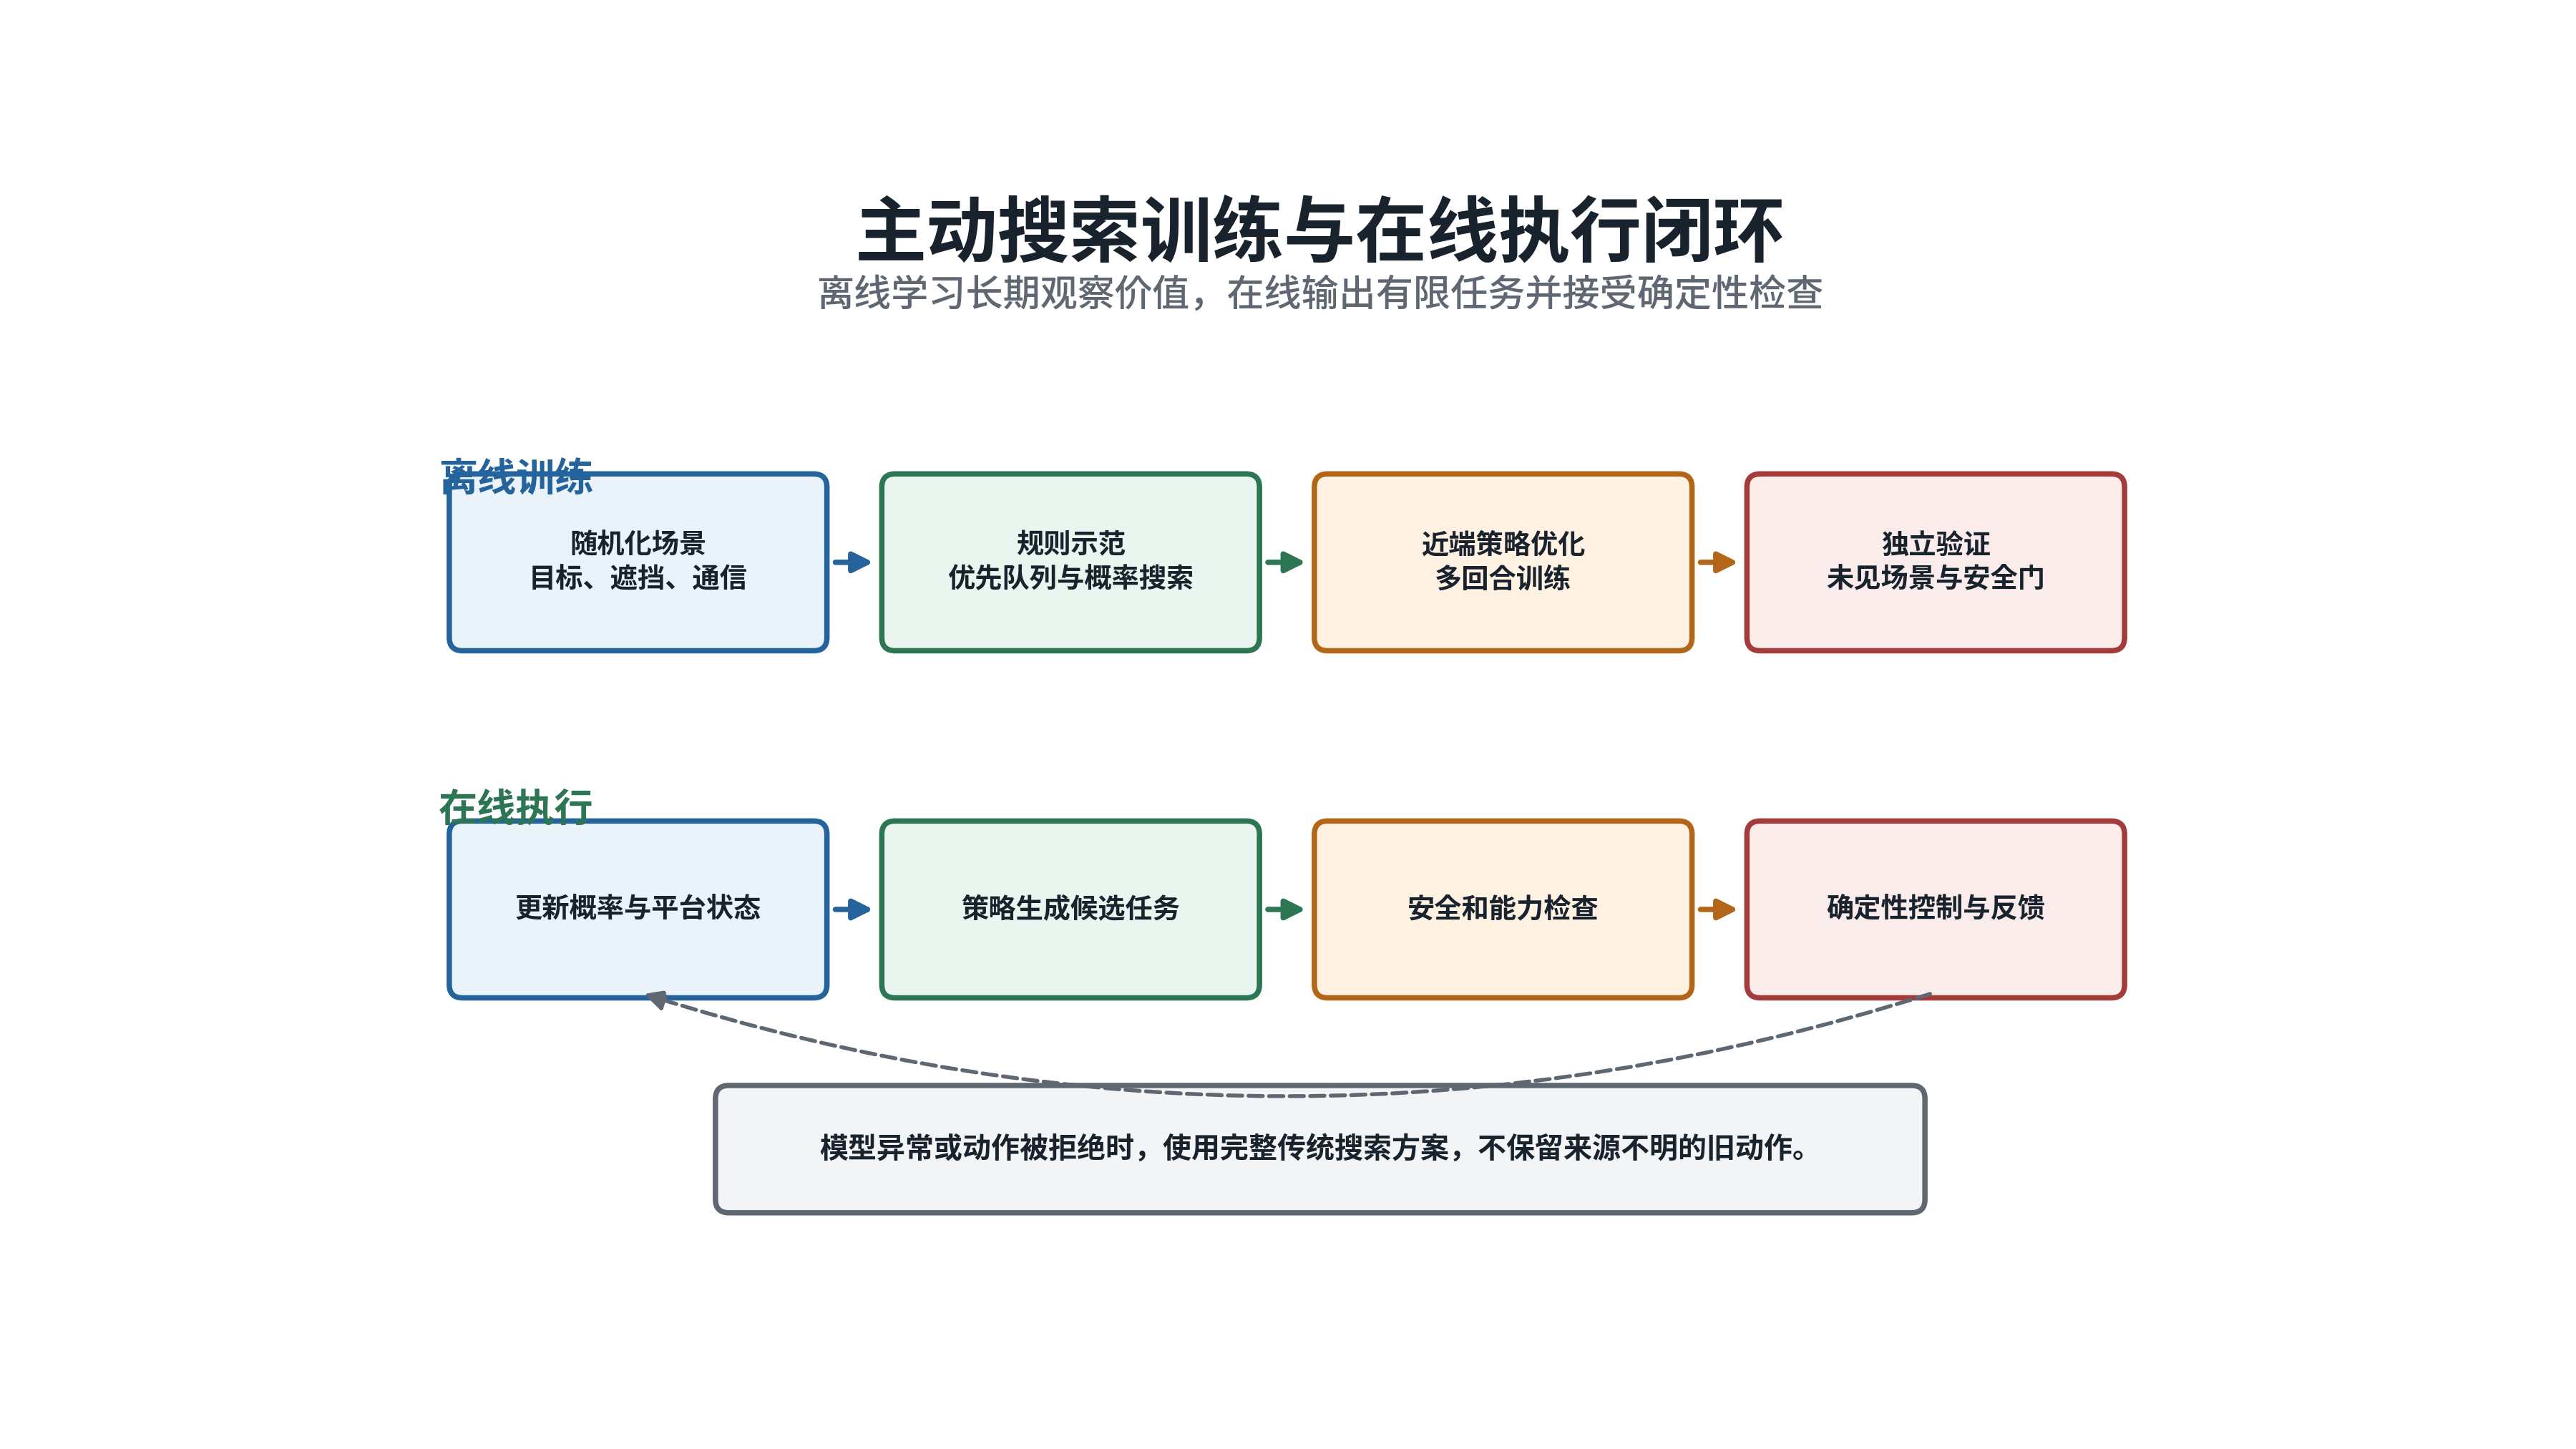 主动搜索训练与在线执行闭环
离线学习长期观察价值，在线输出有限任务并接受确定性检查
离线训练
随机化场景
目标、遮挡、通信
规则示范
优先队列与概率搜索
近端策略优化
多回合训练
独立验证
未见场景与安全门
在线执行
更新概率与平台状态
策略生成候选任务
安全和能力检查
确定性控制与反馈
模型异常或动作被拒绝时，使用完整传统搜索方案，不保留来源不明的旧动作。